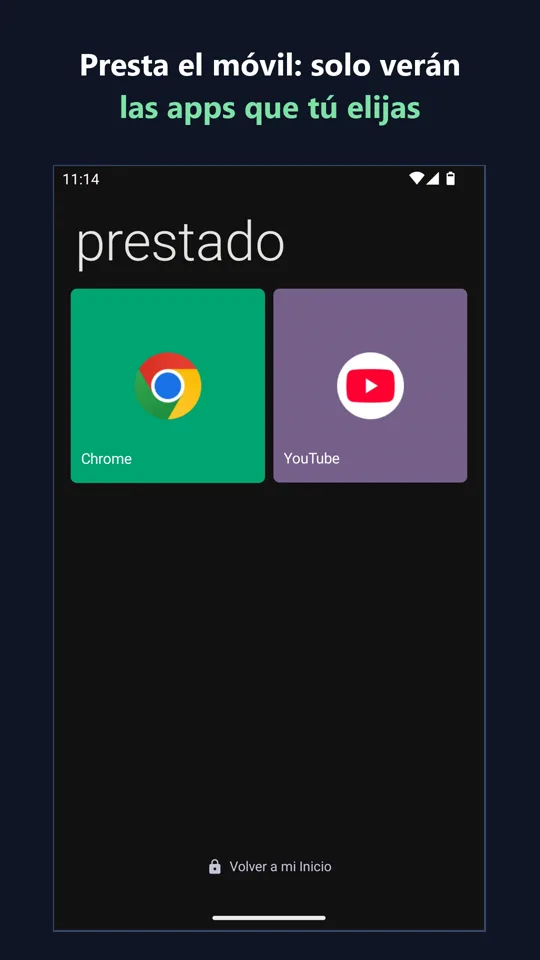 Presta el móvil: solo verán
las apps que tú elijas
11:14
prestado
Chrome
YouTube
Volver a mi Inicio